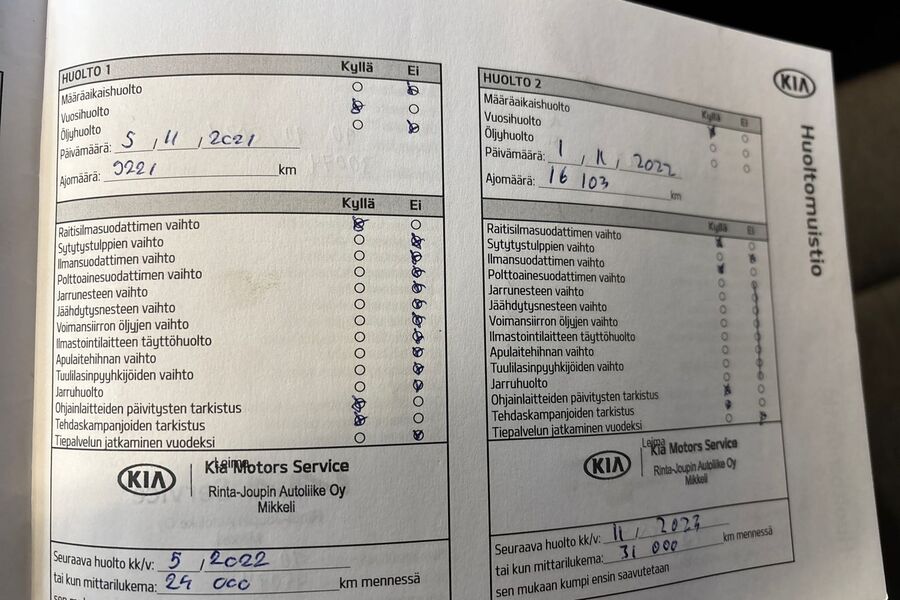 HUOLTO 1 Kyllä Ei
Määräaikaishuolto
Vuosihuolto
Öljyhuolto
Päivämäärä: 5 , 11 , 2021
Ajomäärä: 9221 km
Kyllä Ei
Raitisilmasuodattimen vaihto
Sytytystulppien vaihto
Ilmansuodattimen vaihto
Polttoainesuodattimen vaihto
Jarrunesteen vaihto
Jäähdytysnesteen vaihto
Voimansiirron öljyjen vaihto
Ilmastointilaitteen täyttöhuolto
Apulaitehihnan vaihto
Tuulilasinpyyhkijöiden vaihto
Jarruhuolto
Ohjainlaitteiden päivitysten tarkistus
Tehdaskampanjoiden tarkistus
Tiepalvelun jatkaminen vuodeksi
Leima
KIA Kia Motors Service
Rinta-Joupin Autoliike Oy
Mikkeli
Seuraava huolto kk/v: 5 , 2022
tai kun mittarilukema: 24 000 km mennessä
sen mukaan kumpi ensin saavutetaan
HUOLTO 2 Kyllä Ei
Määräaikaishuolto
Vuosihuolto
Öljyhuolto
Päivämäärä: 1 , 11 , 2022
Ajomäärä: 16 103 km
Kyllä Ei
Raitisilmasuodattimen vaihto
Sytytystulppien vaihto
Ilmansuodattimen vaihto
Polttoainesuodattimen vaihto
Jarrunesteen vaihto
Jäähdytysnesteen vaihto
Voimansiirron öljyjen vaihto
Ilmastointilaitteen täyttöhuolto
Apulaitehihnan vaihto
Tuulilasinpyyhkijöiden vaihto
Jarruhuolto
Ohjainlaitteiden päivitysten tarkistus
Tehdaskampanjoiden tarkistus
Tiepalvelun jatkaminen vuodeksi
Leima
KIA Kia Motors Service
Rinta-Joupin Autoliike Oy
Mikkeli
Seuraava huolto kk/v: 11 , 2023
tai kun mittarilukema: 31 000 km mennessä
sen mukaan kumpi ensin saavutetaan
KIA
Huoltomuistio